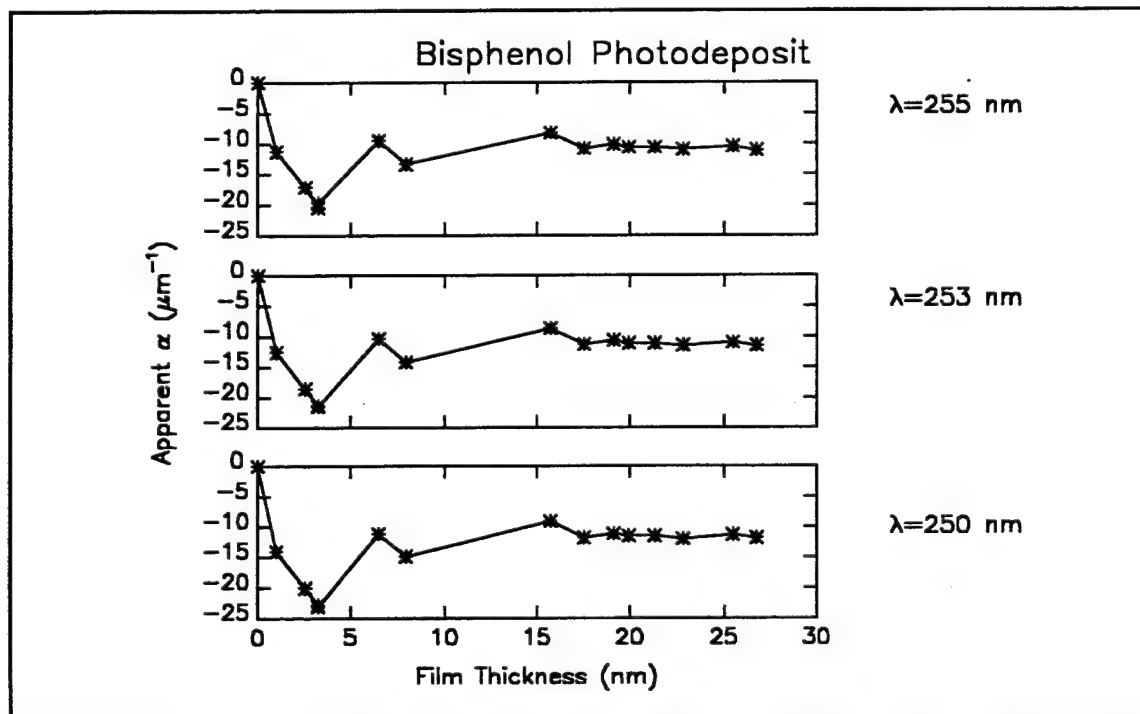 Bisphenol Photodeposit
0
−5
−10
−15
−20
−25
λ=255 nm
0
−5
−10
−15
−20
−25
λ=253 nm
Apparent α (μm⁻¹)
0
−5
−10
−15
−20
−25
λ=250 nm
0 5 10 15 20 25 30
Film Thickness (nm)